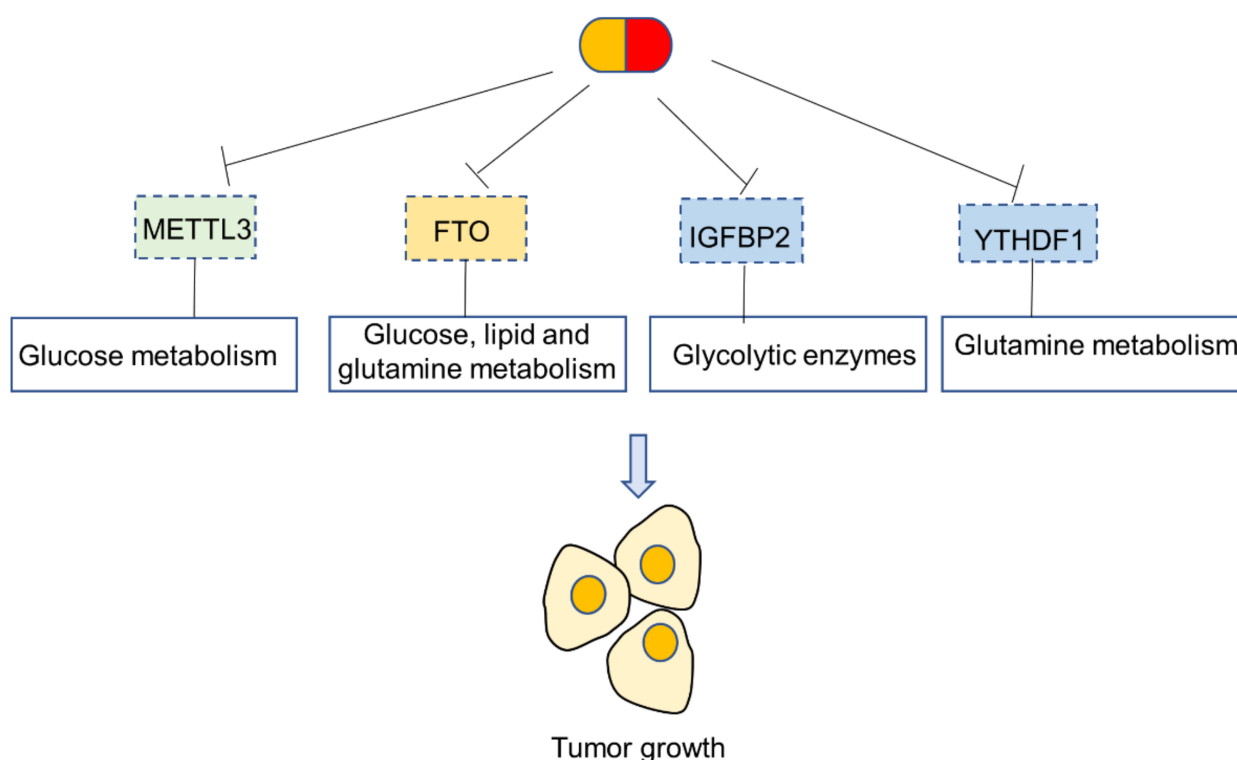 METTL3
FTO
IGFBP2
YTHDF1
Glucose metabolism
Glucose, lipid and
glutamine metabolism
Glycolytic enzymes
Glutamine metabolism
Tumor growth